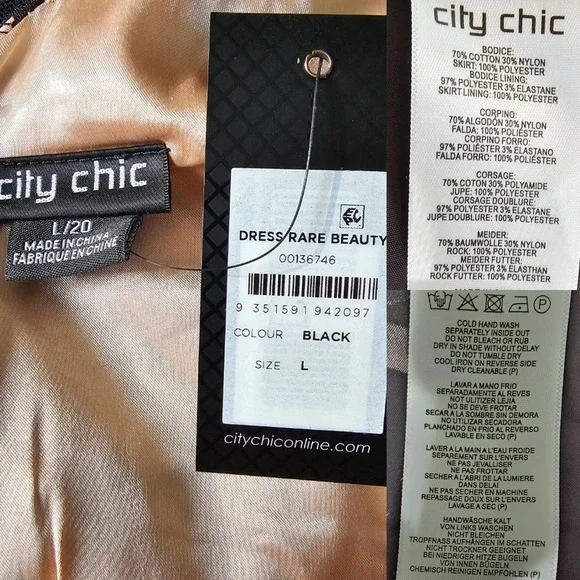 city chic
L/20
MADE IN CHINA
FABRIQUE EN CHINE
DRESS RARE BEAUTY
00136746
9 351591 942097
COLOUR BLACK
SIZE L
citychiconline.com
city chic
BODICE:
70% COTTON 30% NYLON
SKIRT: 100% POLYESTER
BODICE LINING:
97% POLYESTER 3% ELASTANE
SKIRT LINING: 100% POLYESTER
CORPINO:
70% ALGODÓN 30% NYLON
FALDA: 100% POLIÉSTER
CORPINO FORRO:
97% POLIÉSTER 3% ELASTANO
FALDA FORRO: 100% POLIÉSTER
CORSAGE:
70% COTON 30% POLYAMIDE
JUPE: 100% POLYESTER
CORSAGE DOUBLURE:
97% POLYESTER 3% ELASTANE
JUPE DOUBLURE: 100% POLYESTER
MEIDER:
70% BAUMWOLLE 30% NYLON
ROCK: 100% POLYESTER
MEIDER FUTTER:
97% POLYESTER 3% ELASTHAN
ROCK FUTTER: 100% POLYESTER
COLD HAND WASH
SEPARATELY INSIDE OUT
DO NOT BLEACH OR RUB
DRY IN SHADE WITHOUT DELAY
DO NOT TUMBLE DRY
COOL IRON ON REVERSE SIDE
DRY CLEANABLE (P)
LAVAR A MANO FRIO
SEPARADAMENTE AL REVES
NOT ULITIZER LEJIA
NO SE DEVE FROTAR
SECAR A LA SOMBRA SIN DEMORA
NO UTILIZAR SECADORA
PLANCHADO EN FRIO AL REVERSO
LAVABLE EN SECO (P)
LAVER A LA MAIN A L'EAU FROIDE
SEPAREMENT SUR L'ENVERS
NE PAS JEVALLISER
NE PAS FROTTAR
SECHER A L'ABRI DE LA LUMIERE
DANS DELAI
NE PAS SECHER EN MACHINE
REPASSAGE DOUX SUR L'ENVERS
LAVAGE A SEC (P)
HANDWÄSCHE KALT
VON LINKS WASCHEN
NICHT BLEICHEN
TROPFNASS AUFHÄNGEN IM SCHATTEN
NICHT TROCKNER GEEIGNET
BEI NIEDRIGER HITZE BÜGELN
VON INNEN BÜGELN
CHEMISCH REINIGEN EMPFOHLEN (P)